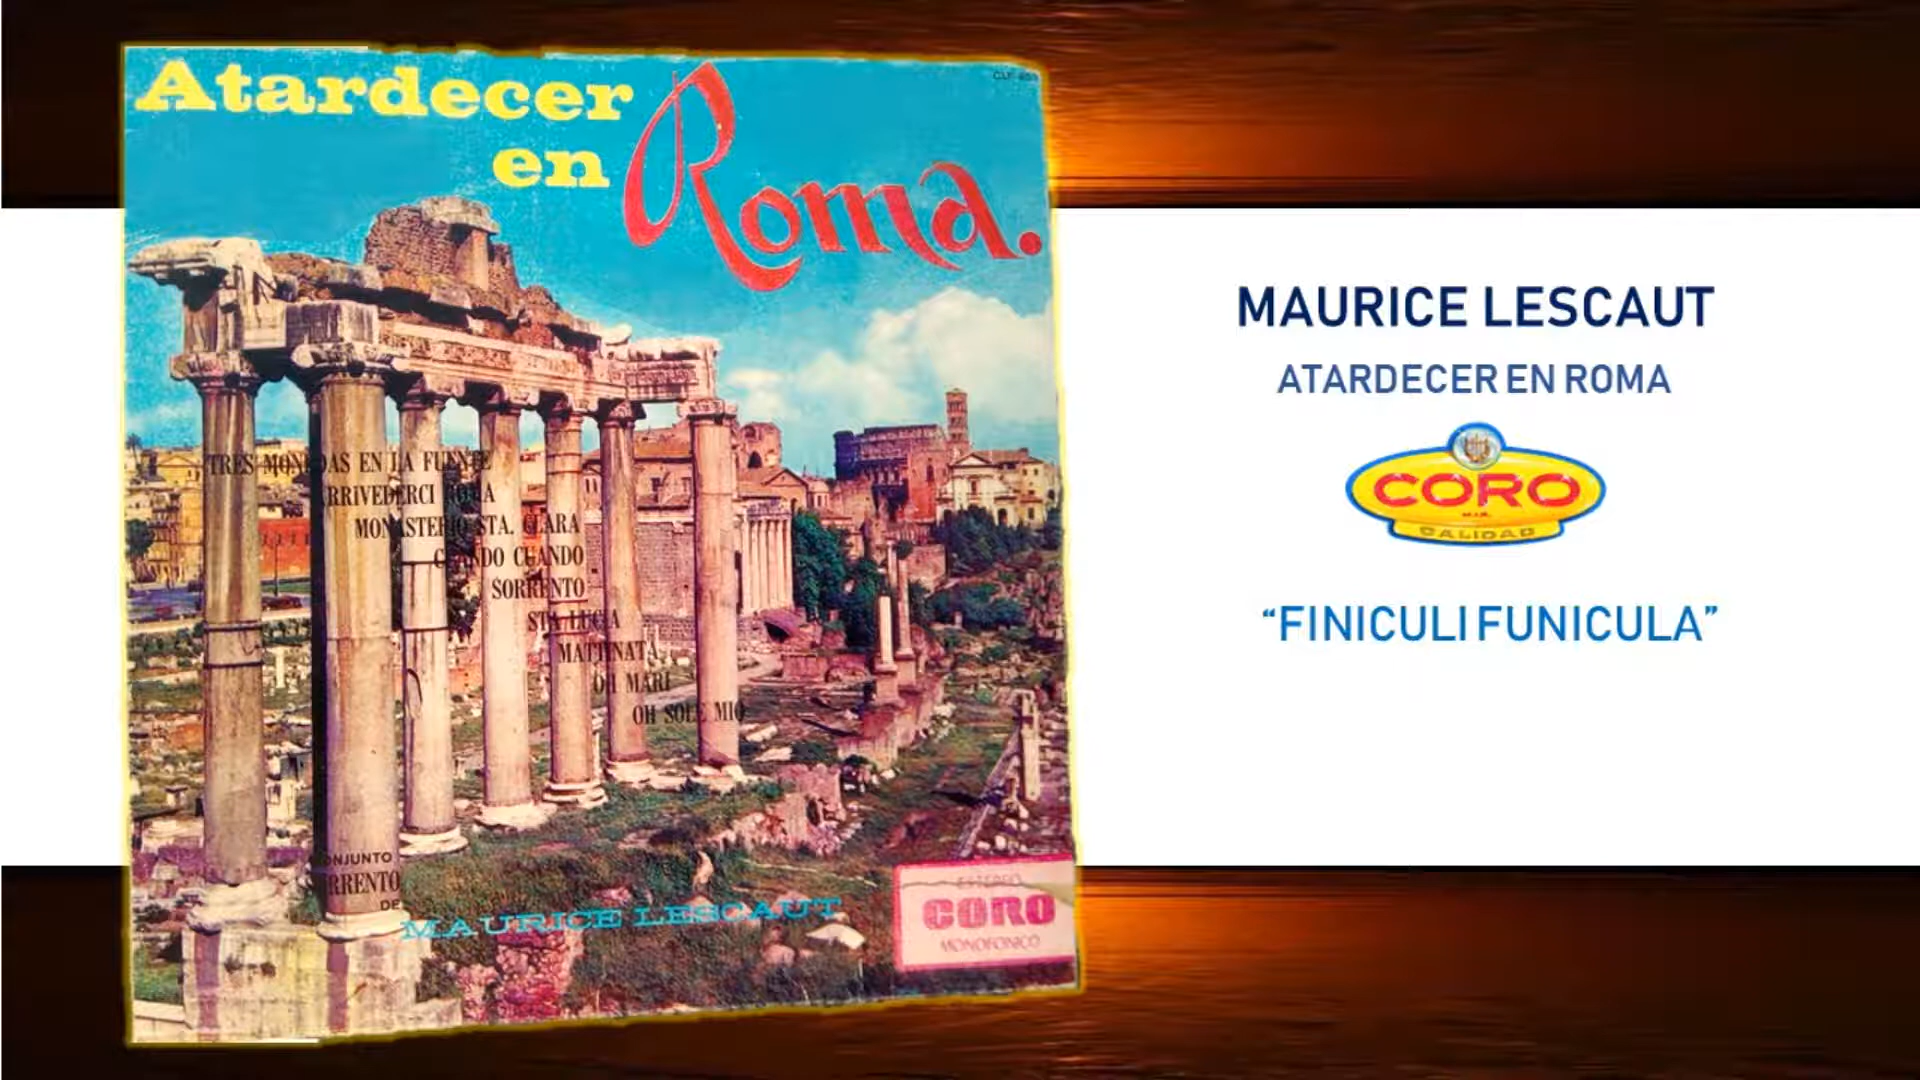 Atardecer
en
Roma.
TRES MONEDAS EN LA FUENTE
ARRIVEDERCI ROMA
MONASTERIO STA. CLARA
CUANDO CUANDO
SORRENTO
STA LUCIA
MATTINATA
OH MARI
OH SOLE MIO
CONJUNTO
SORRENTO
DE
MAURICE LESCAUT
ESTEREO
CORO
MONOFONICO
MAURICE LESCAUT
ATARDECER EN ROMA
CORO
CALIDAD
“FINICULI FUNICULA”